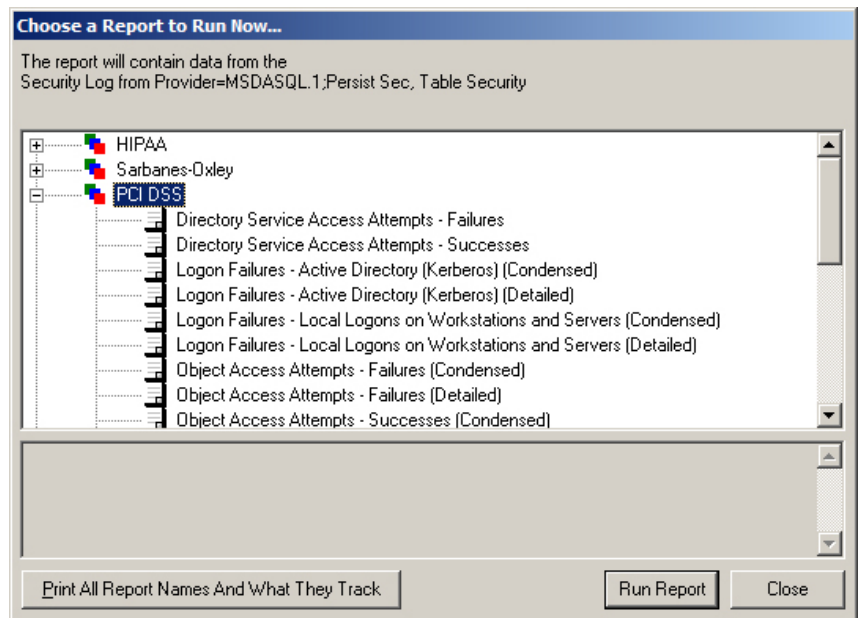 Choose a Report to Run Now...
The report will contain data from the
Security Log from Provider=MSDASQL.1;Persist Sec, Table Security
HIPAA
Sarbanes-Oxley
PCI DSS
Directory Service Access Attempts - Failures
Directory Service Access Attempts - Successes
Logon Failures - Active Directory (Kerberos) (Condensed)
Logon Failures - Active Directory (Kerberos) (Detailed)
Logon Failures - Local Logons on Workstations and Servers (Condensed)
Logon Failures - Local Logons on Workstations and Servers (Detailed)
Object Access Attempts - Failures (Condensed)
Object Access Attempts - Failures (Detailed)
Object Access Attempts - Successes (Condensed)
Print All Report Names And What They Track
Run Report
Close